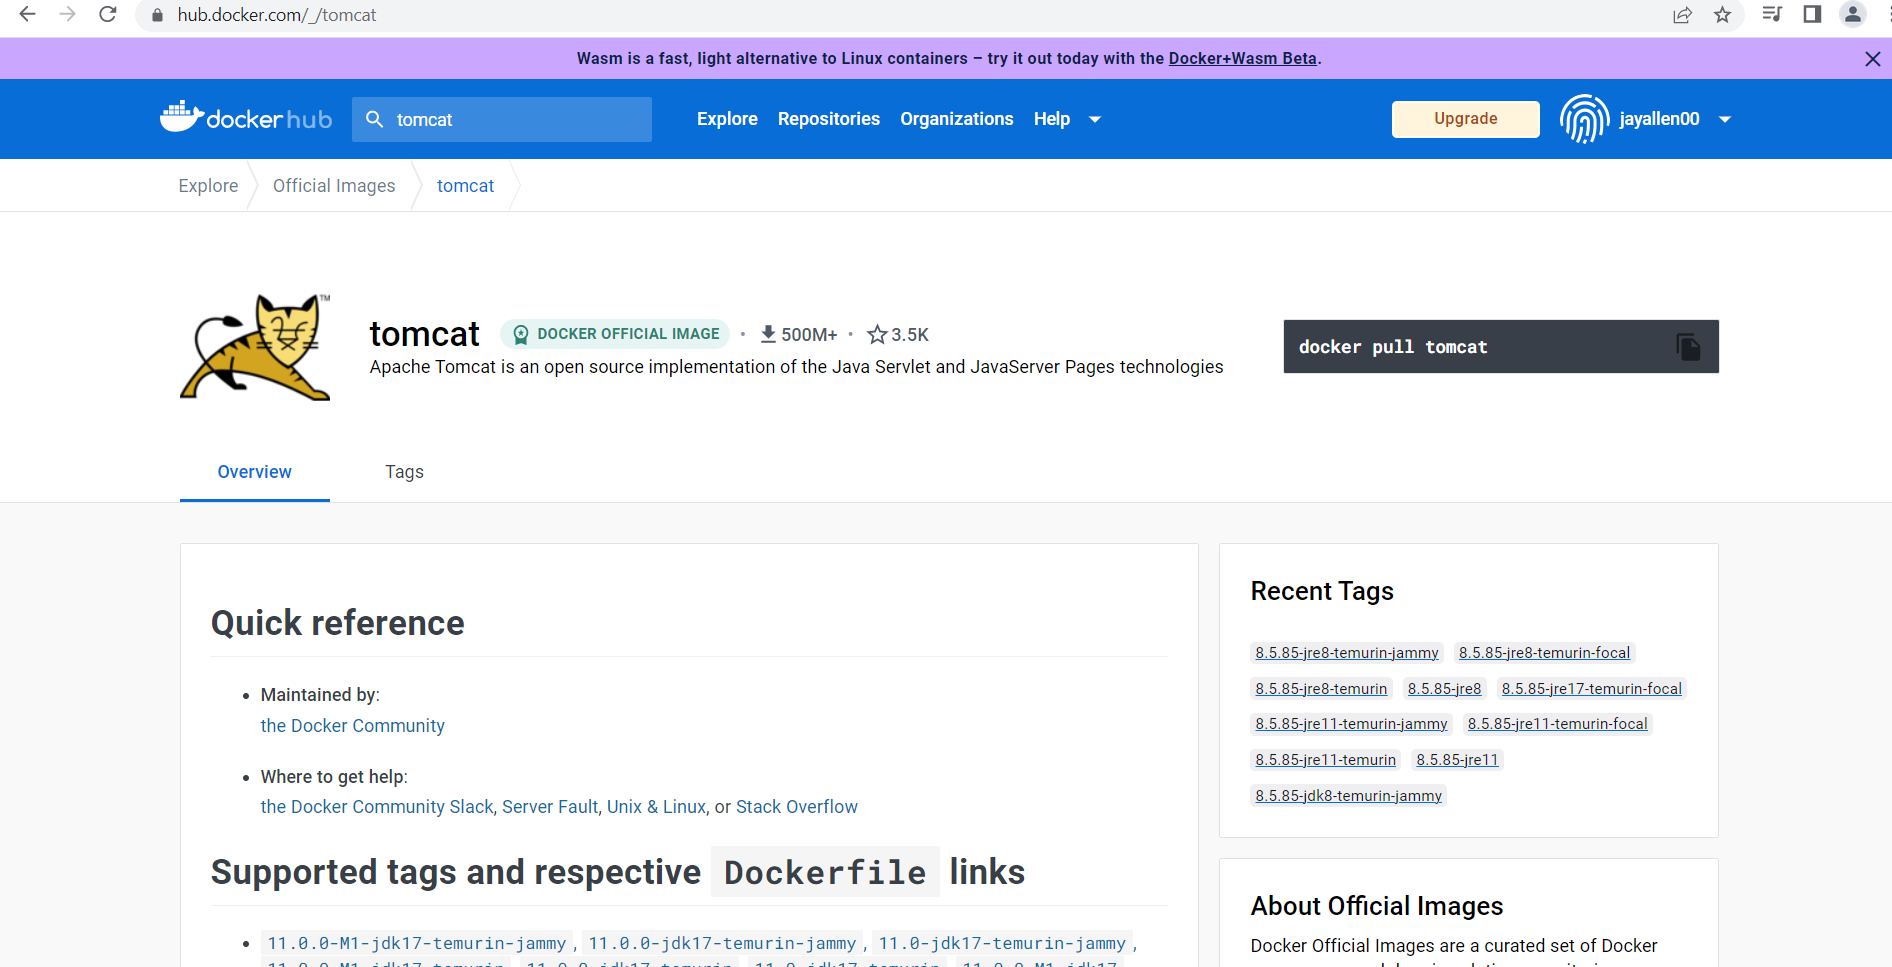 hub.docker.com/_/tomcat
Wasm is a fast, light alternative to Linux containers – try it out today with the Docker+Wasm Beta.
docker hub tomcat Explore Repositories Organizations Help Upgrade jayallen00
Explore Official Images tomcat
TM
tomcat DOCKER OFFICIAL IMAGE • 500M+ • 3.5K
Apache Tomcat is an open source implementation of the Java Servlet and JavaServer Pages technologies
docker pull tomcat
Overview Tags
Quick reference
• Maintained by:
the Docker Community
• Where to get help:
the Docker Community Slack, Server Fault, Unix & Linux, or Stack Overflow
Supported tags and respective Dockerfile links
• 11.0.0-M1-jdk17-temurin-jammy, 11.0.0-jdk17-temurin-jammy, 11.0-jdk17-temurin-jammy,
Recent Tags
8.5.85-jre8-temurin-jammy 8.5.85-jre8-temurin-focal
8.5.85-jre8-temurin 8.5.85-jre8 8.5.85-jre17-temurin-focal
8.5.85-jre11-temurin-jammy 8.5.85-jre11-temurin-focal
8.5.85-jre11-temurin 8.5.85-jre11
8.5.85-jdk8-temurin-jammy
About Official Images
Docker Official Images are a curated set of Docker